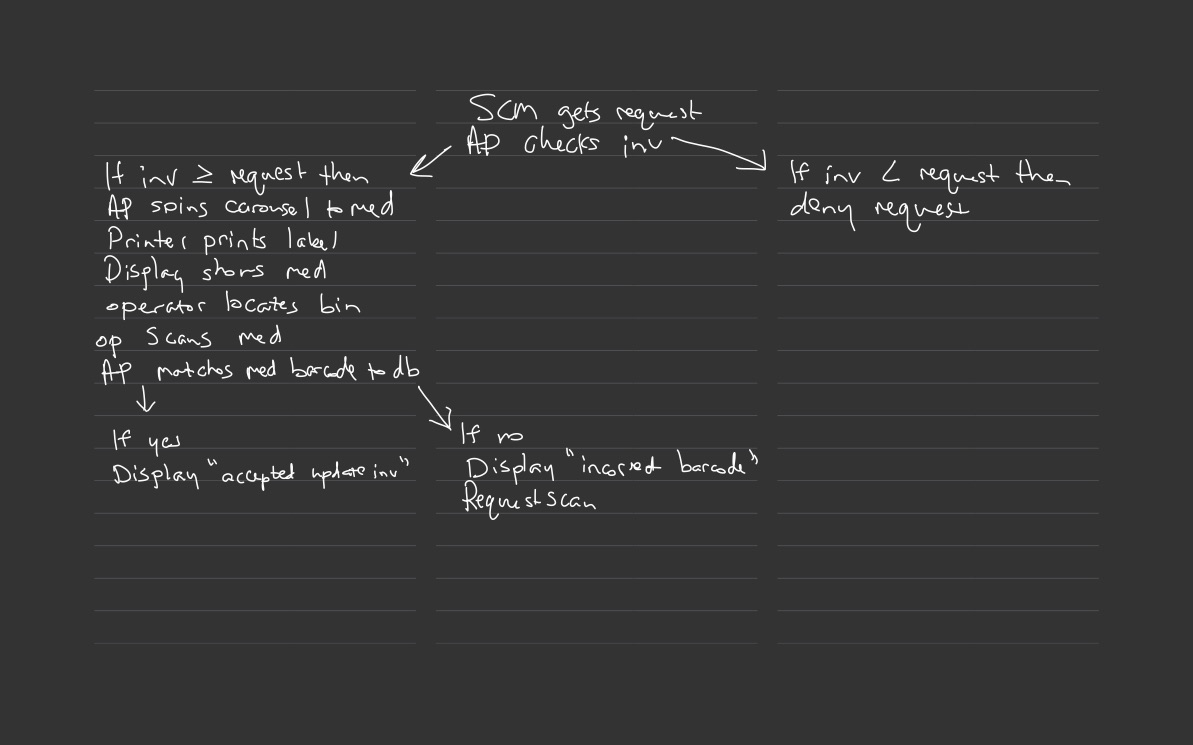 SCM gets request
AP checks inv
If inv ≥ request then
AP spins carousel to med
Printer prints label
Display shows med
operator locates bin
op Scans med
AP matches med barcode to db
If yes
Display "accepted update inv"
If no
Display "incorrect barcode"
Request scan
If inv < request then
deny request